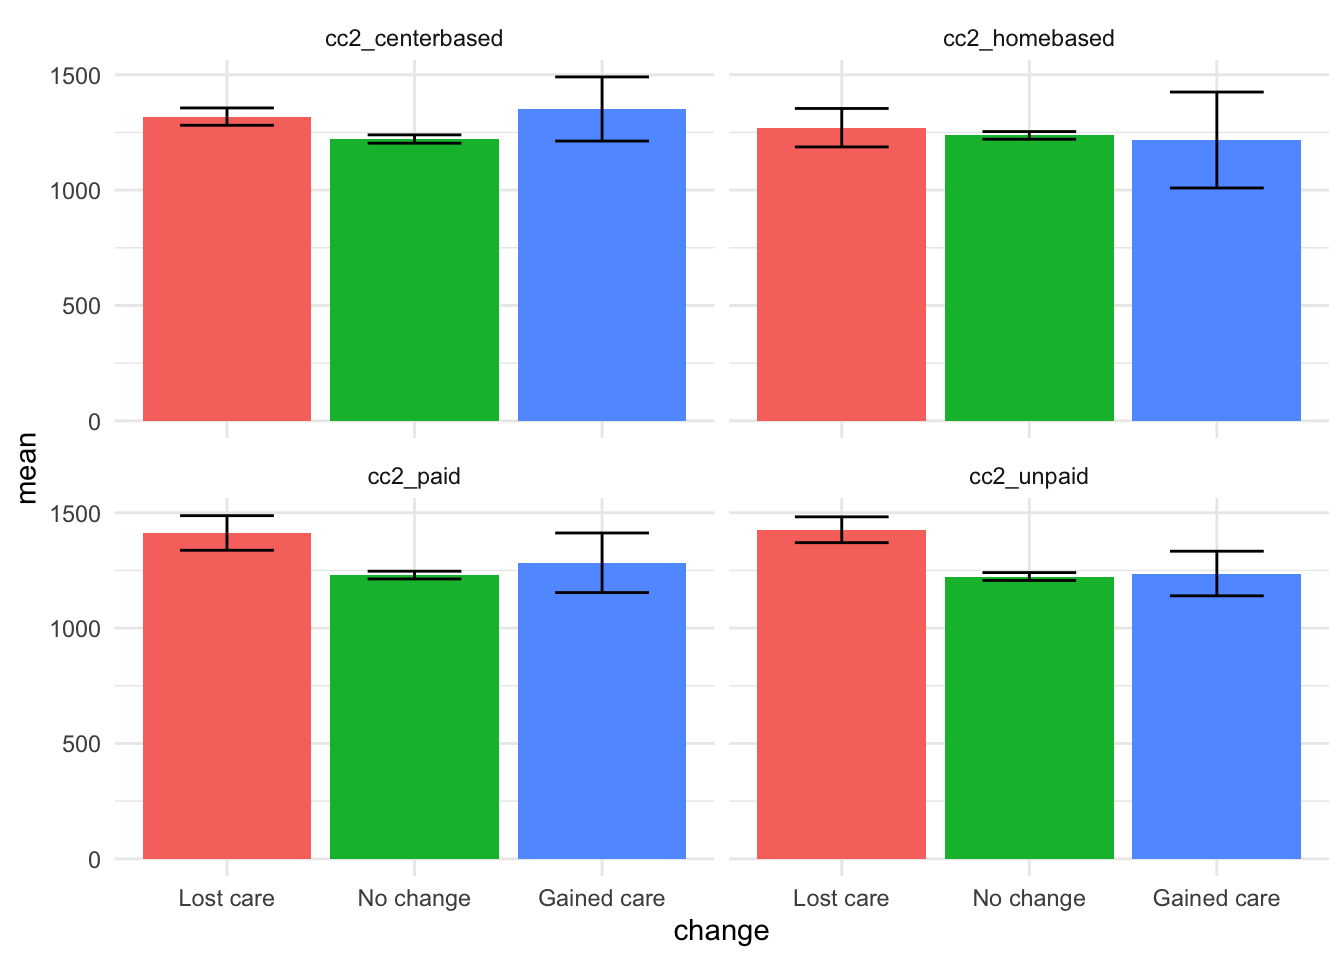 cc2_centerbased
cc2_homebased
1500
1000
500
0
cc2_paid
cc2_unpaid
1500
1000
500
0
Lost care No change Gained care
Lost care No change Gained care
change
mean